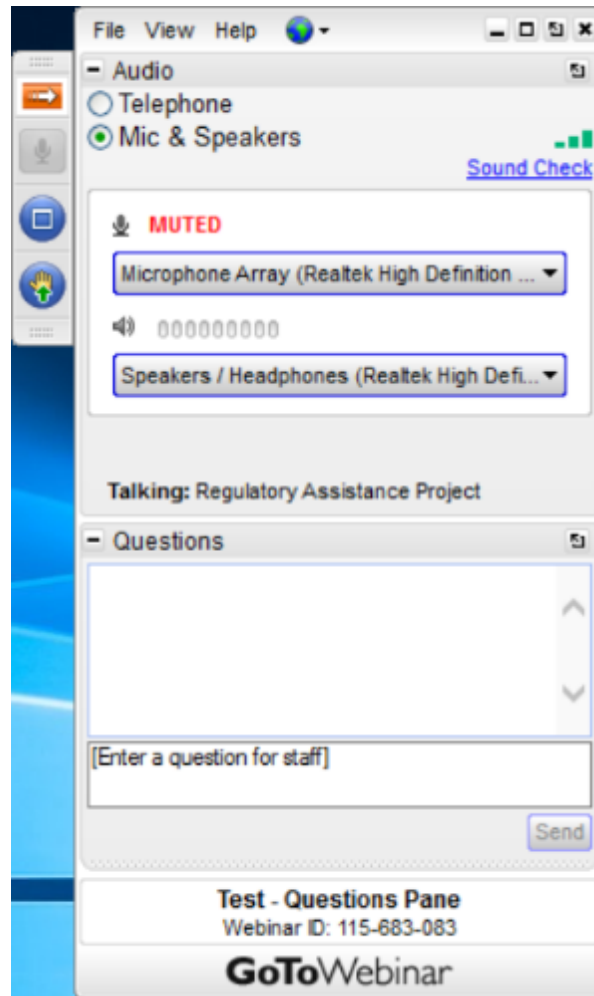 File View Help
Audio
Telephone
Mic & Speakers
Sound Check
MUTED
Microphone Array (Realtek High Definition ...
000000000
Speakers / Headphones (Realtek High Defi...
Talking: Regulatory Assistance Project
Questions
[Enter a question for staff]
Send
Test - Questions Pane
Webinar ID: 115-683-083
GoToWebinar